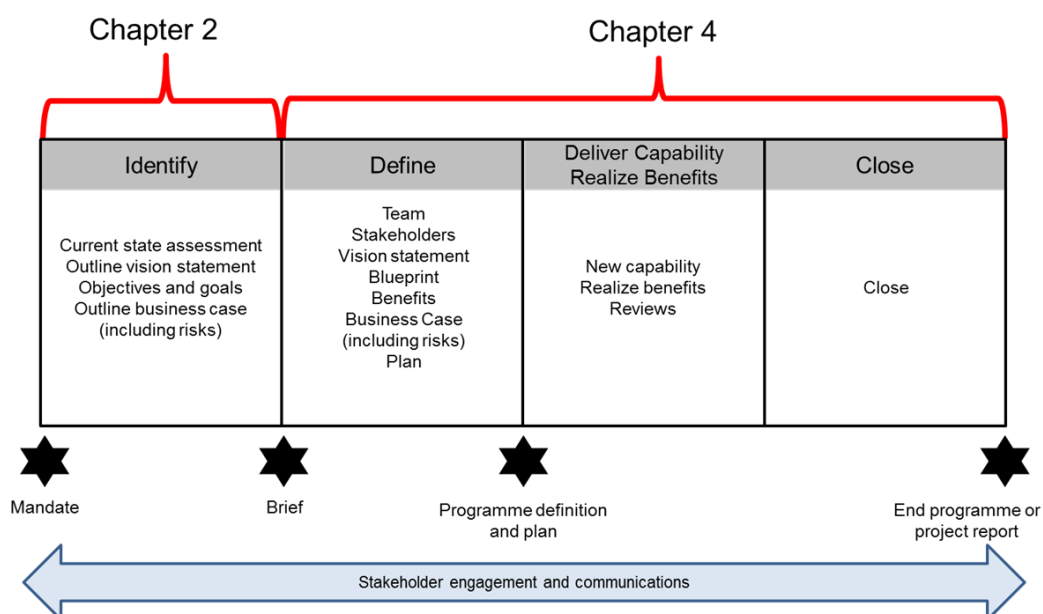 Chapter 2
Chapter 4
Identify
Define
Deliver Capability
Realize Benefits
Close
Current state assessment
Outline vision statement
Objectives and goals
Outline business case
(including risks)
Team
Stakeholders
Vision statement
Blueprint
Benefits
Business Case
(including risks)
Plan
New capability
Realize benefits
Reviews
Close
Mandate
Brief
Programme definition
and plan
End programme or
project report
Stakeholder engagement and communications